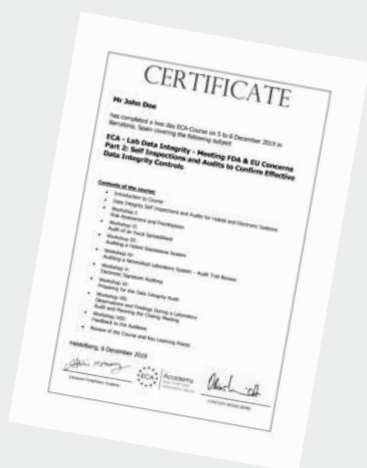 CERTIFICATE
Mr John Doe
has completed a two day ECA Course on 5 to 6 December 2019 in
Barcelona, Spain covering the following subject
ECA - Lab Data Integrity - Meeting FDA & EU Concerns
Part 2: Self Inspections and Audits to Confirm Effective
Data Integrity Controls
Contents of the course:
• Introduction to Course
• Data Integrity Self Inspections and Audits for Hybrid and Electronic Systems
• Workshop I:
Risk Assessment and Prioritisation
• Workshop II:
Audit of an Excel Spreadsheet
• Workshop III:
Auditing a Hybrid Standalone System
• Workshop IV:
Auditing a Networked Laboratory System - Audit Trail Review
• Workshop V:
Electronic Signature Auditing
• Workshop VI:
Preparing for the Data Integrity Audit
• Workshop VII:
Observations and Findings During a Laboratory
Audit and Planning the Closing Meeting
• Workshop VIII:
Feedback to the Auditee
• Review of the Course and Key Learning Points
Heidelberg, 6 December 2019
ECA
Academy